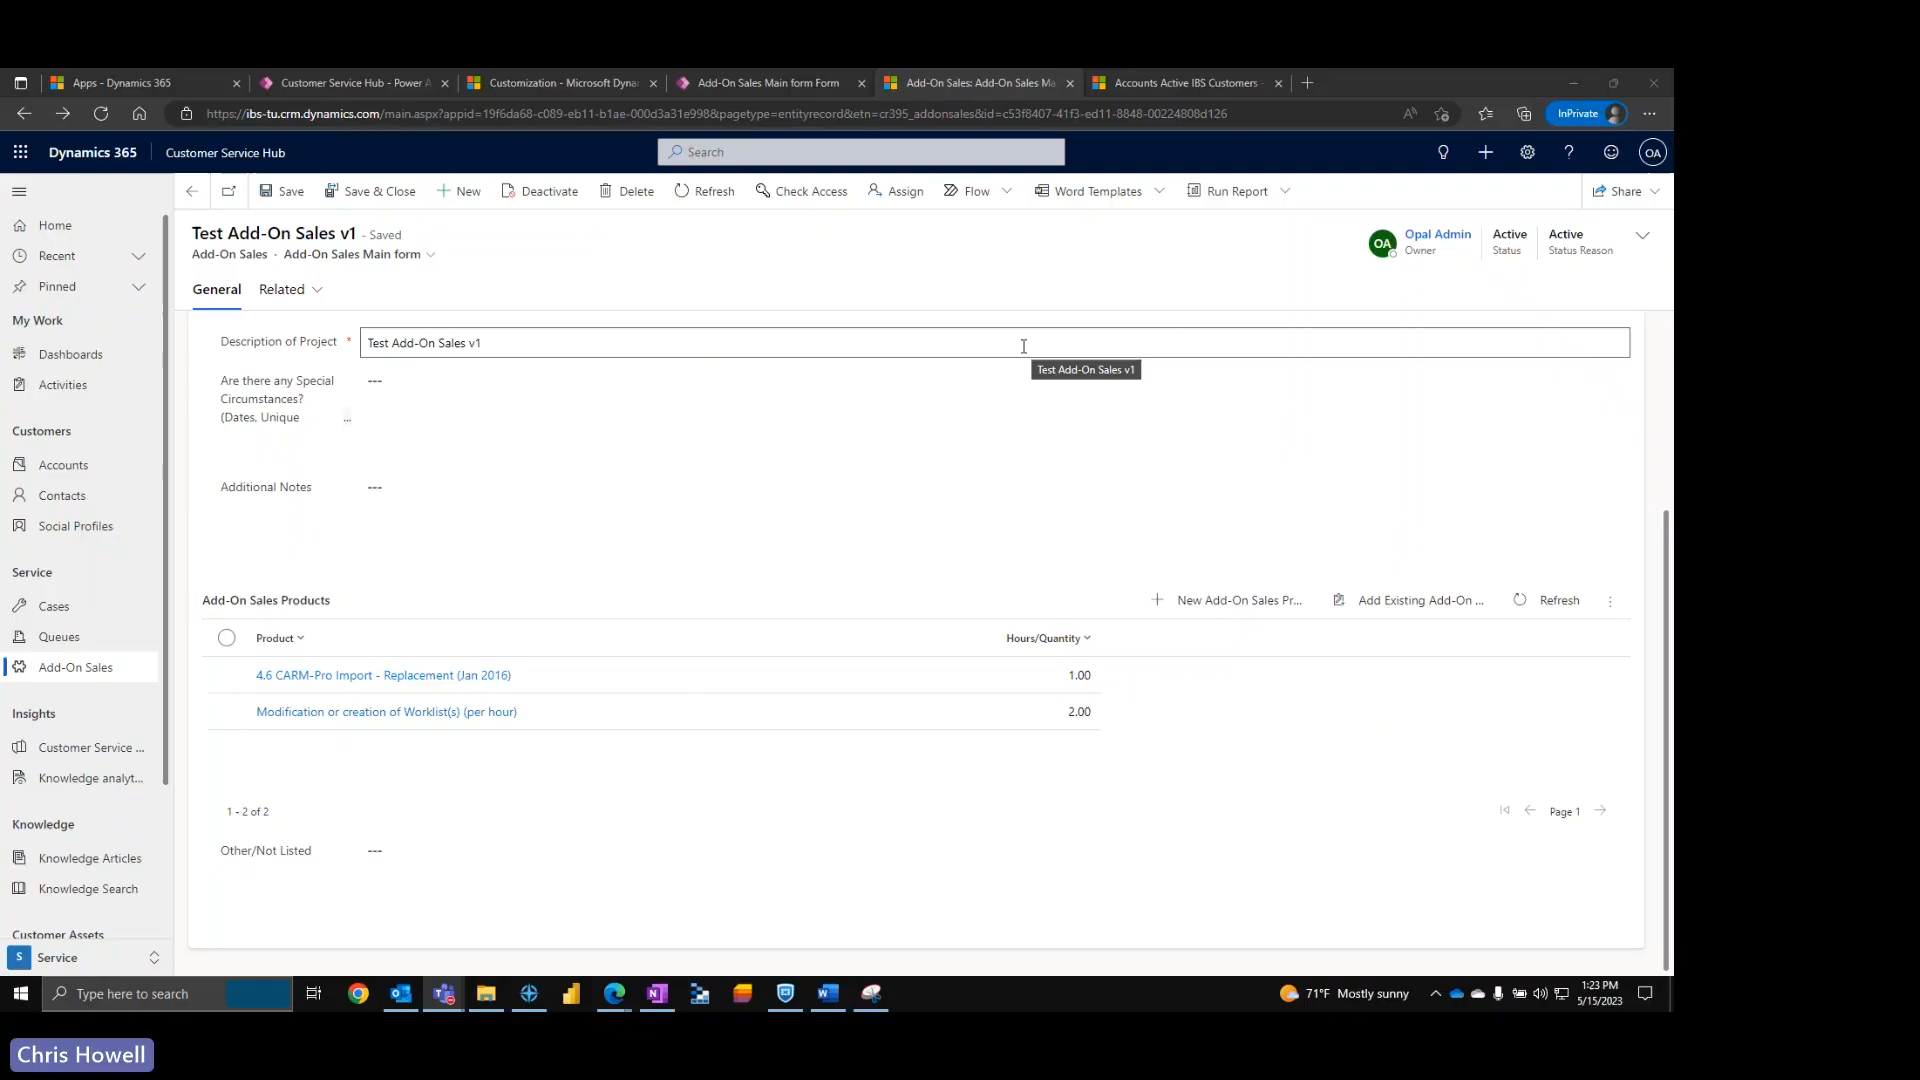 Apps - Dynamics 365
Customer Service Hub - Power A
Customization - Microsoft Dyna
Add-On Sales Main form Form
Add-On Sales: Add-On Sales Ma
Accounts Active IBS Customers -
https://ibs-tu.crm.dynamics.com/main.aspx?appid=19f6da68-c089-eb11-b1ae-000d3a31e998&pagetype=entityrecord&etn=cr395_addonsales&id=c53f8407-41f3-ed11-8848-00224808d126
InPrivate
Dynamics 365
Customer Service Hub
Search
OA
Save
Save & Close
New
Deactivate
Delete
Refresh
Check Access
Assign
Flow
Word Templates
Run Report
Share
Home
Recent
Pinned
My Work
Dashboards
Activities
Customers
Accounts
Contacts
Social Profiles
Service
Cases
Queues
Add-On Sales
Insights
Customer Service ...
Knowledge analyt...
Knowledge
Knowledge Articles
Knowledge Search
Customer Assets
S Service
Test Add-On Sales v1 - Saved
Add-On Sales · Add-On Sales Main form
OA
Opal Admin
Owner
Active
Status
Active
Status Reason
General
Related
Description of Project *
Test Add-On Sales v1
Test Add-On Sales v1
Are there any Special
Circumstances?
(Dates, Unique ...
---
Additional Notes
---
Add-On Sales Products
New Add-On Sales Pr...
Add Existing Add-On ...
Refresh
Product
Hours/Quantity
4.6 CARM-Pro Import - Replacement (Jan 2016)
1.00
Modification or creation of Worklist(s) (per hour)
2.00
1 - 2 of 2
Page 1
Other/Not Listed
---
Type here to search
71°F Mostly sunny
1:23 PM
5/15/2023
Chris Howell